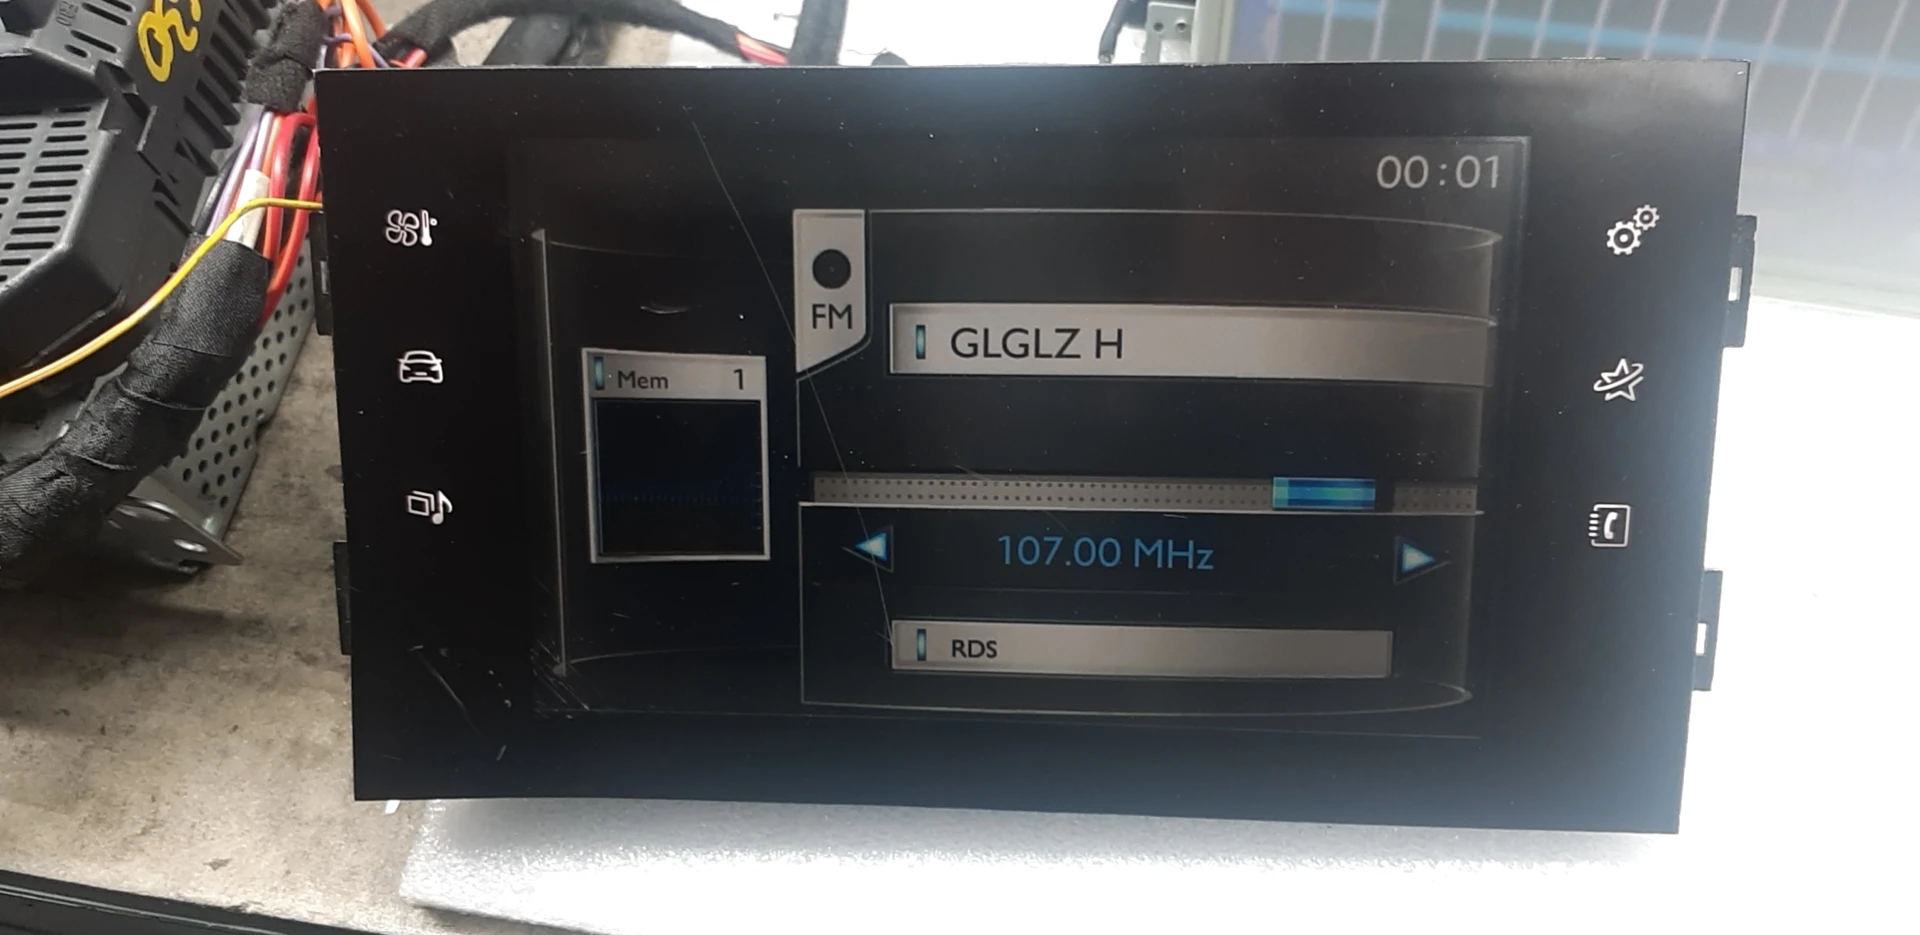 00:01
FM
GLGLZ H
Mem 1
107.00 MHz
RDS